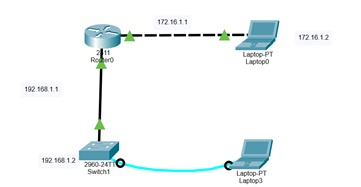 172.16.1.1
2811
Router0
Laptop-PT
Laptop0
172.16.1.2
192.168.1.1
192.168.1.2
2960-24TT
Switch1
Laptop-PT
Laptop3